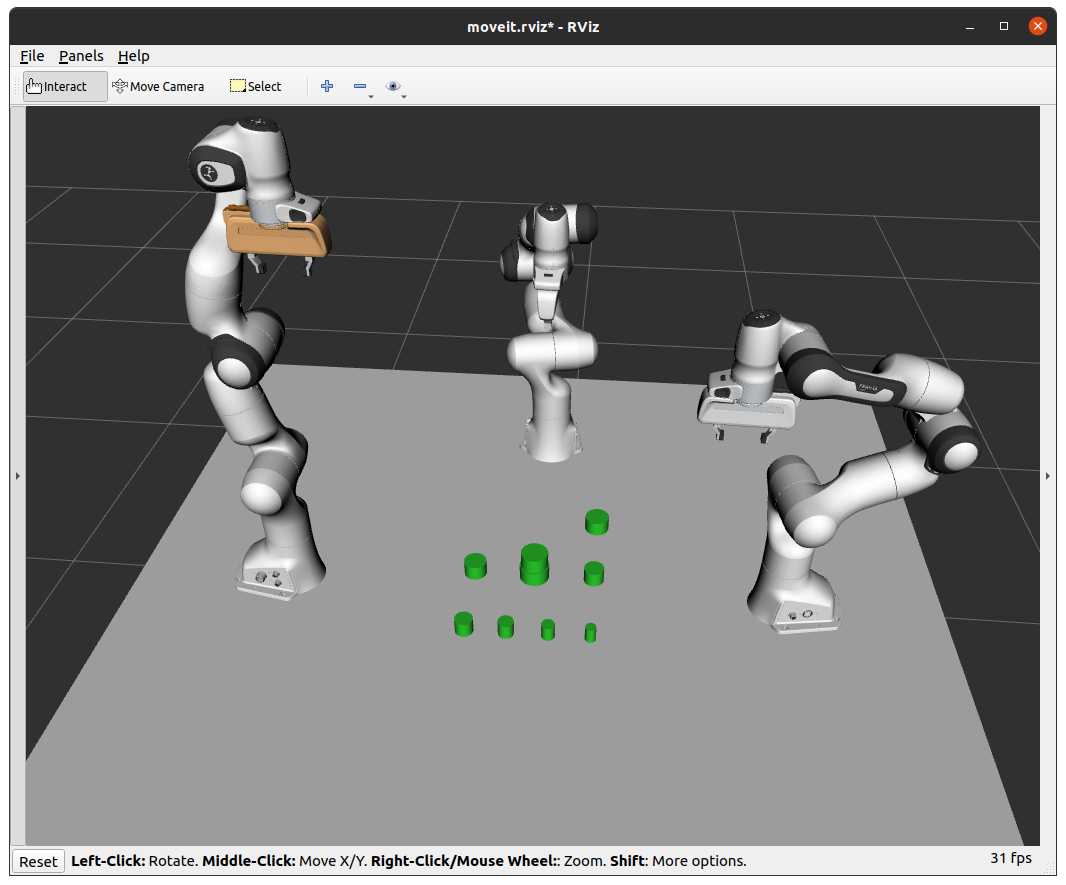 moveit.rviz* - RViz
File Panels Help
Interact Move Camera Select
FRANKA
Reset Left-Click: Rotate. Middle-Click: Move X/Y. Right-Click/Mouse Wheel:: Zoom. Shift: More options. 31 fps